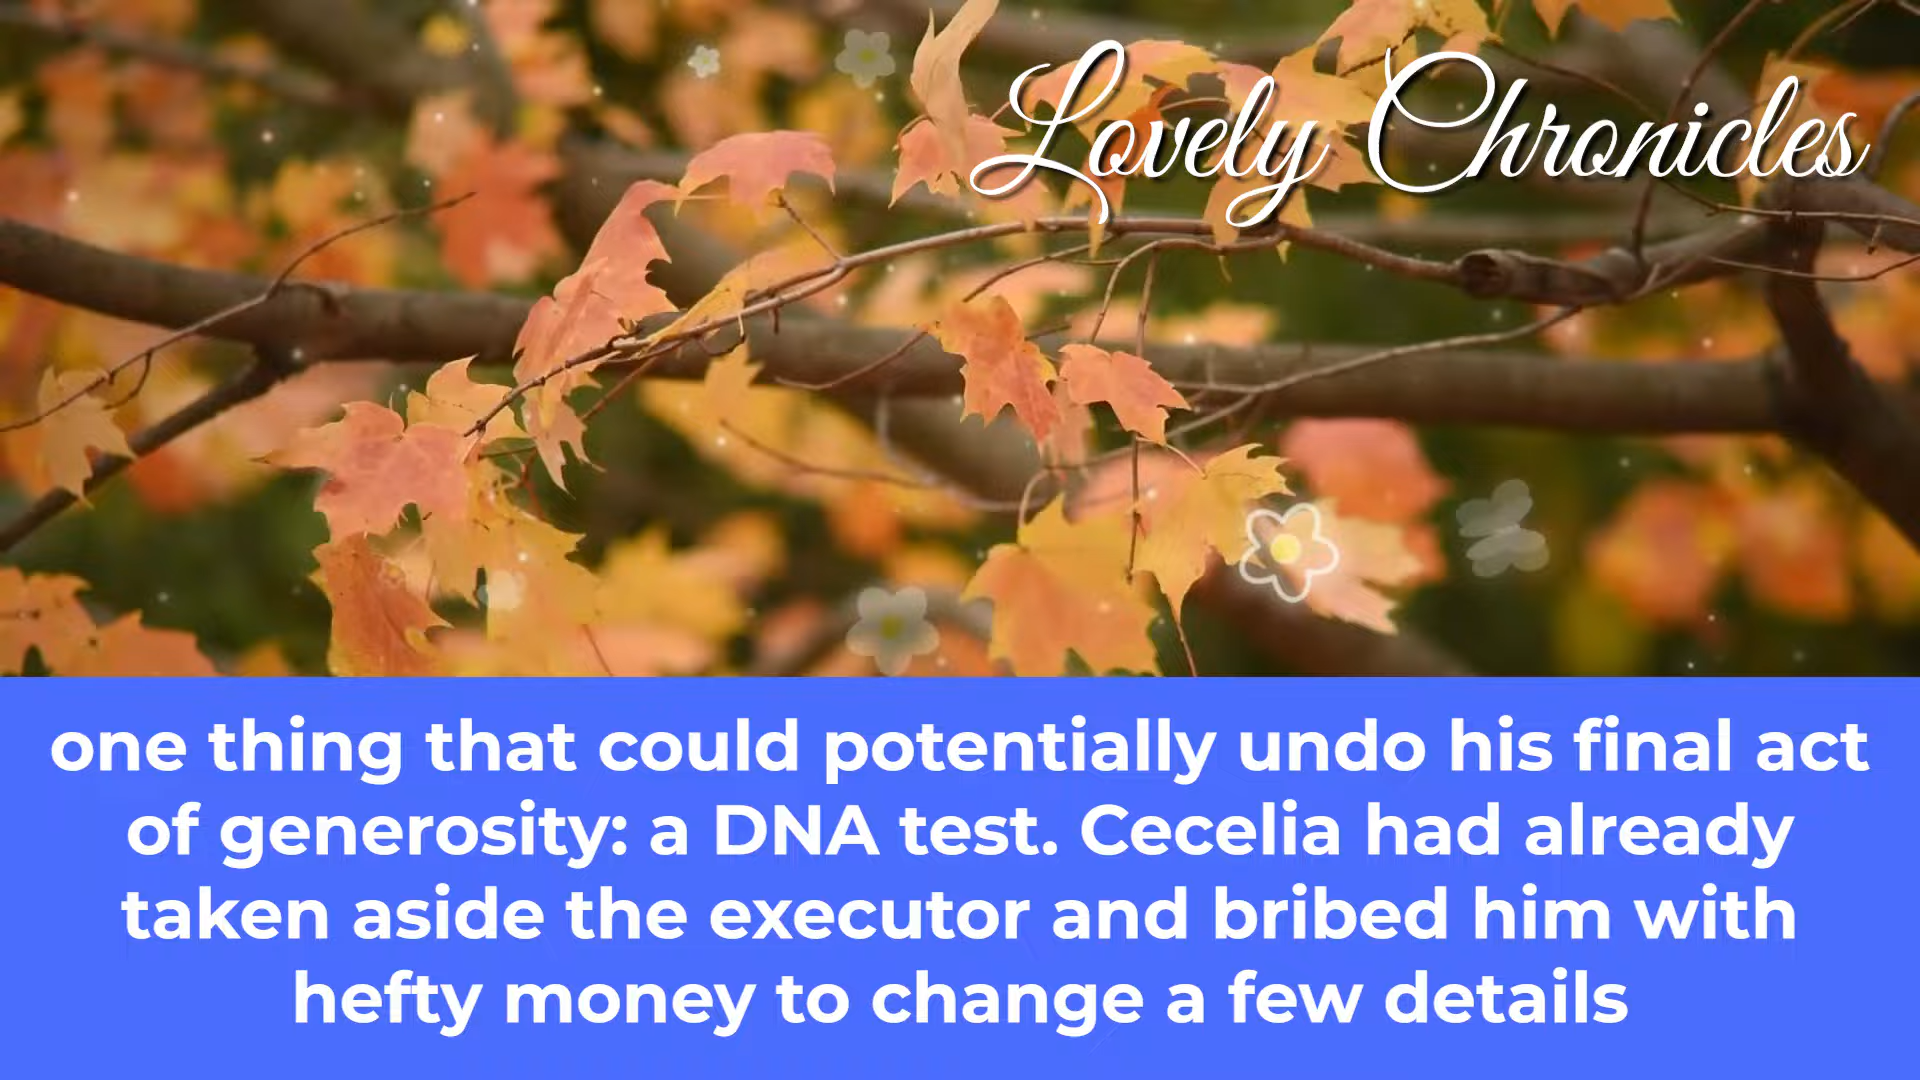 Lovely Chronicles
one thing that could potentially undo his final act
of generosity: a DNA test. Cecelia had already
taken aside the executor and bribed him with
hefty money to change a few details